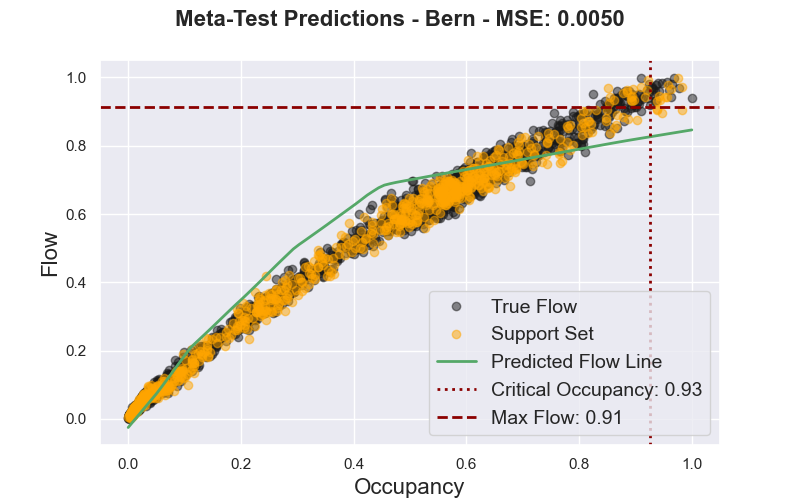 Meta-Test Predictions - Bern - MSE: 0.0050
1.0
0.8
0.6
0.4
0.2
0.0
Flow
True Flow
Support Set
Predicted Flow Line
Critical Occupancy: 0.93
Max Flow: 0.91
0.0 0.2 0.4 0.6 0.8 1.0
Occupancy